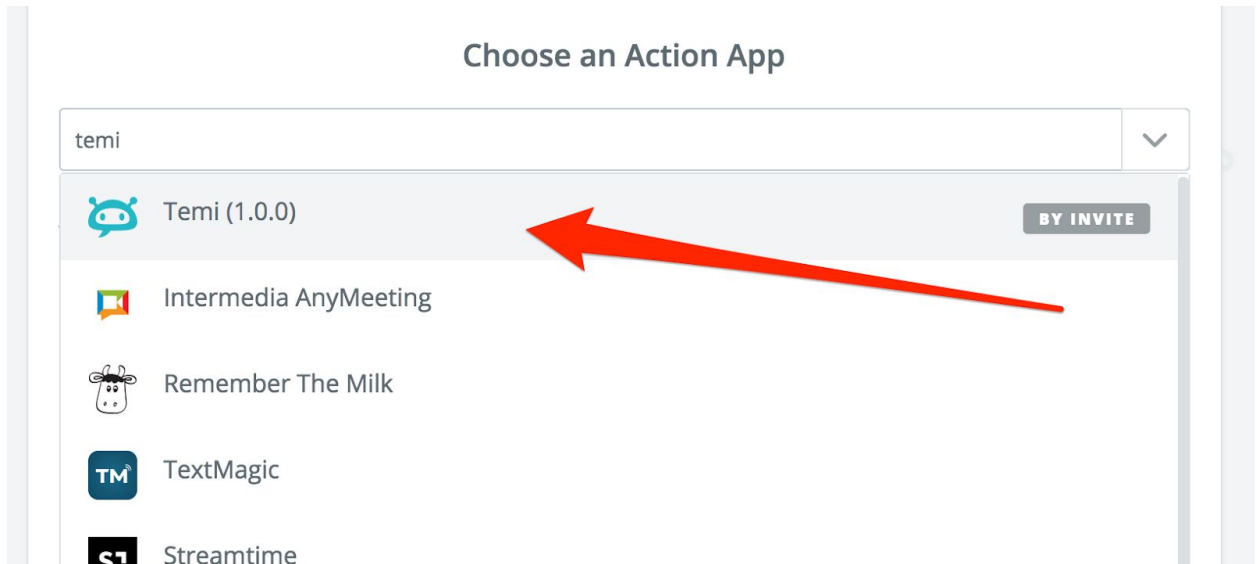 Choose an Action App
temi
Temi (1.0.0)
BY INVITE
Intermedia AnyMeeting
Remember The Milk
TM
TextMagic
Streamtime